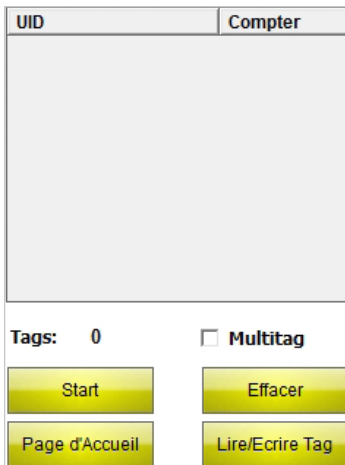 UID Compter
Tags: 0 Multitag
Start Effacer
Page d'Accueil Lire/Ecrire Tag